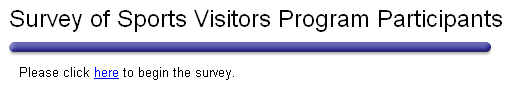 Survey of Sports Visitors Program Participants
Please click here to begin the survey.